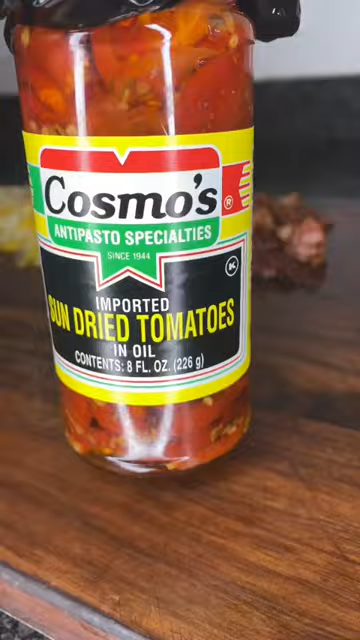 Cosmo's ®
ANTIPASTO SPECIALTIES
SINCE 1944
K
IMPORTED
SUN DRIED TOMATOES
IN OIL
CONTENTS: 8 FL. OZ. (226 g)